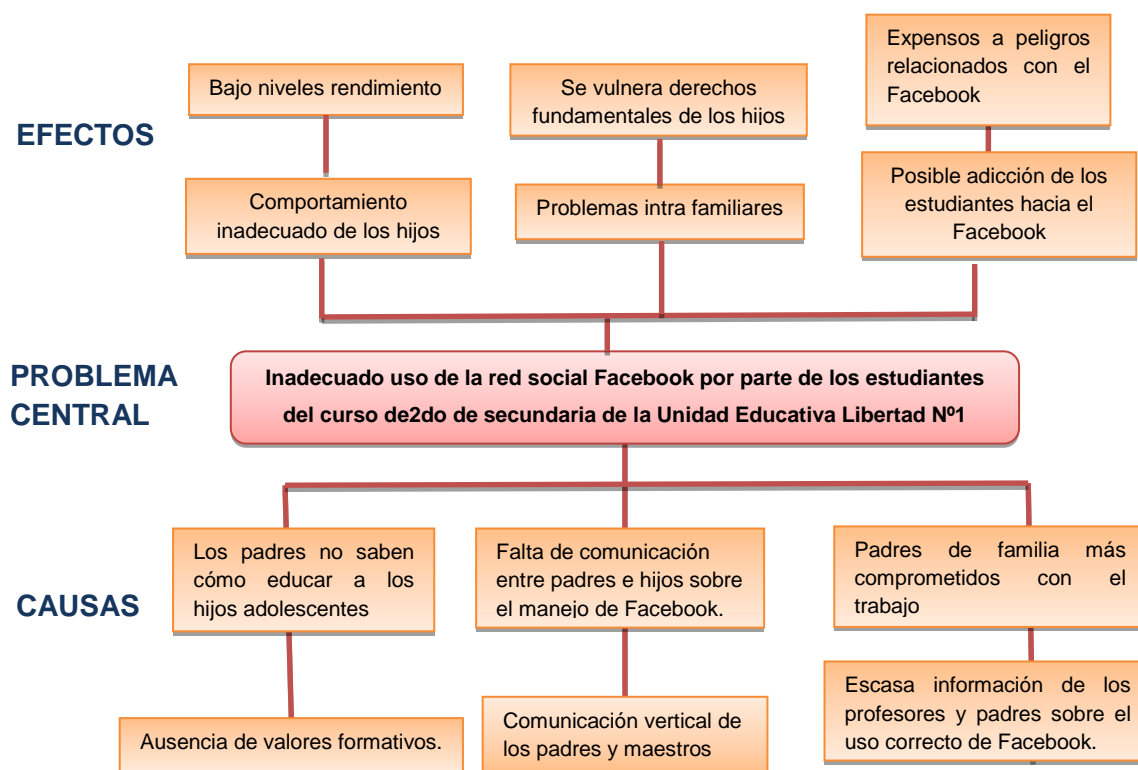 Bajo niveles rendimiento
Se vulnera derechos
fundamentales de los hijos
Expensos a peligros
relacionados con el
Facebook
EFECTOS
Comportamiento
inadecuado de los hijos
Problemas intra familiares
Posible adicción de los
estudiantes hacia el
Facebook
PROBLEMA
CENTRAL
Inadecuado uso de la red social Facebook por parte de los estudiantes
del curso de2do de secundaria de la Unidad Educativa Libertad Nº1
CAUSAS
Los padres no saben
cómo educar a los
hijos adolescentes
Falta de comunicación
entre padres e hijos sobre
el manejo de Facebook.
Padres de familia más
comprometidos con el
trabajo
Ausencia de valores formativos.
Comunicación vertical de
los padres y maestros
Escasa información de los
profesores y padres sobre el
uso correcto de Facebook.